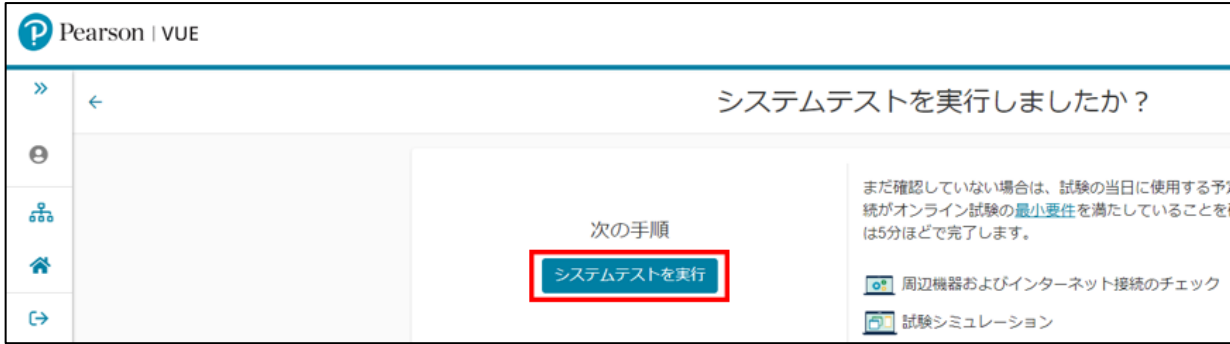 Pearson | VUE
システムテストを実行しましたか？
次の手順
システムテストを実行
まだ確認していない場合は、試験の当日に使用する予
続がオンライン試験の最小要件を満たしていることを
は5分ほどで完了します。
周辺機器およびインターネット接続のチェック
試験シミュレーション